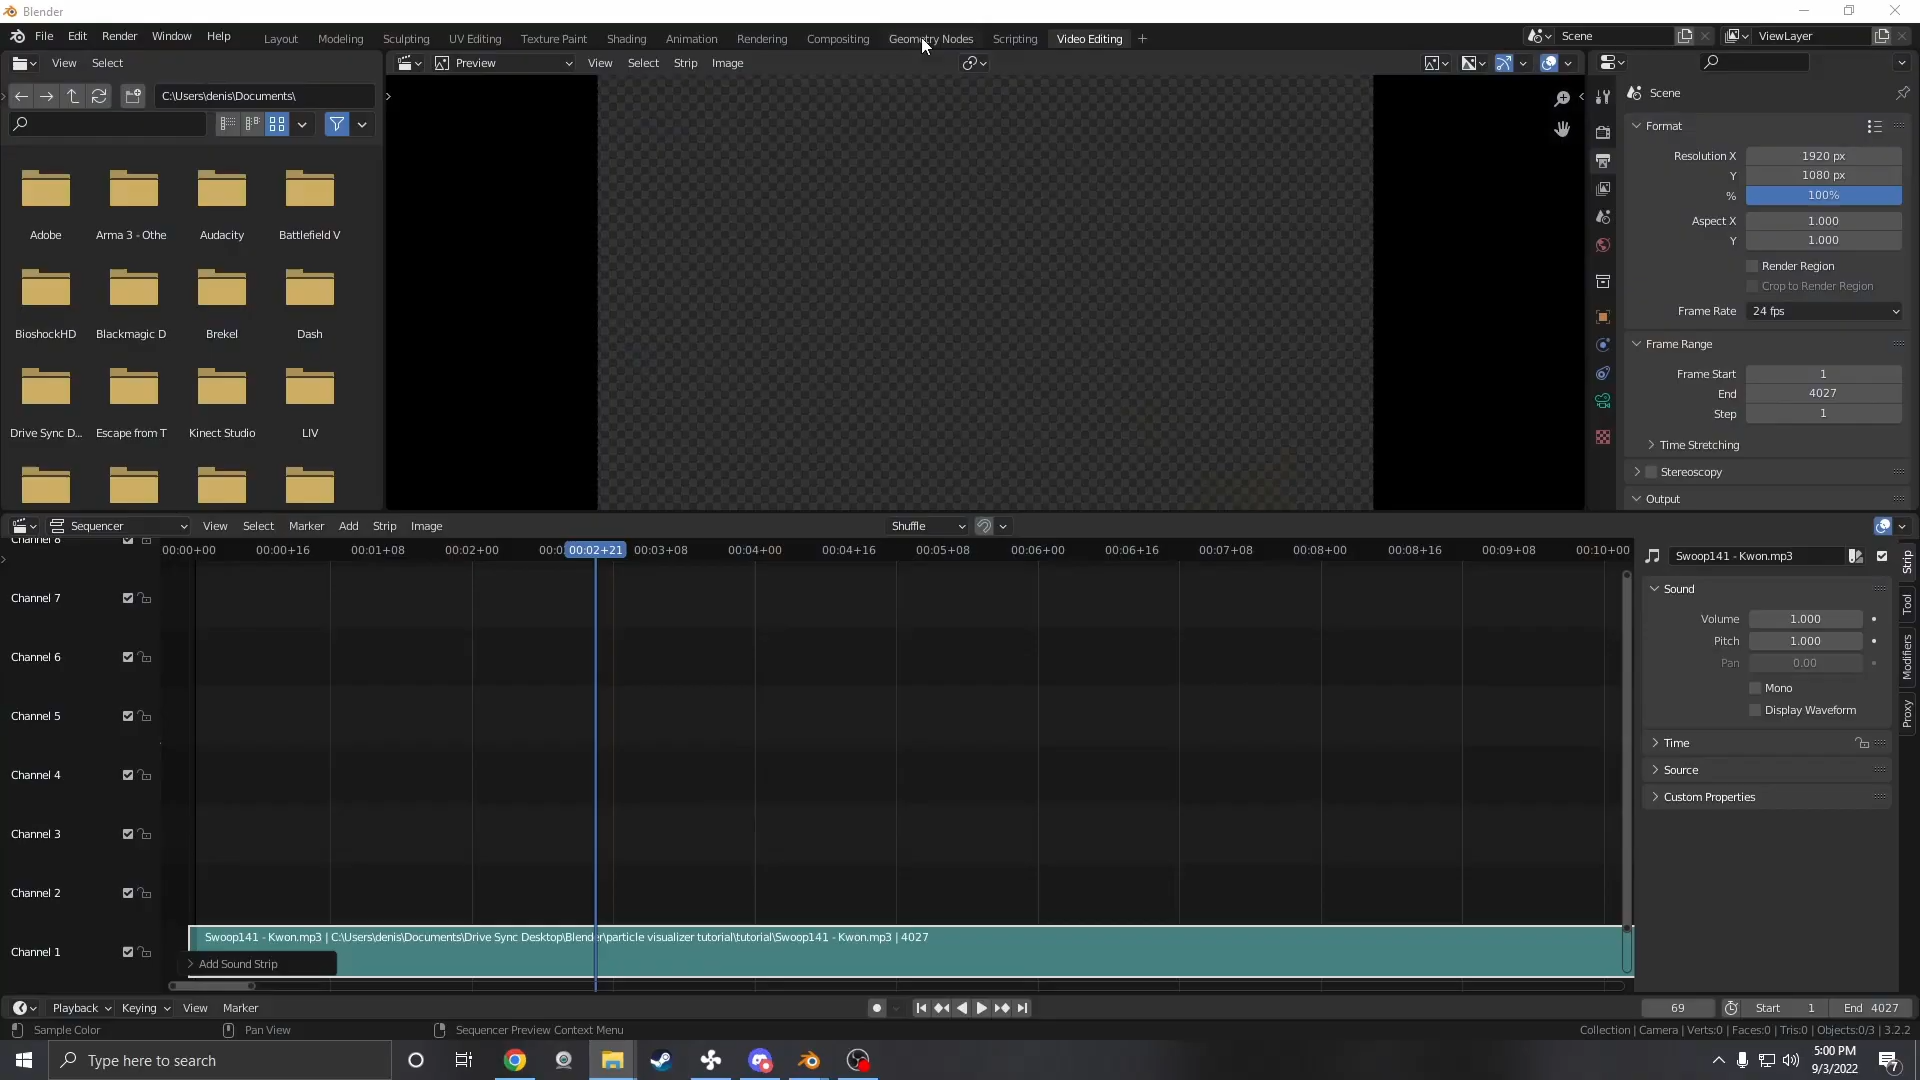 Blender
File Edit Render Window Help Layout Modeling Sculpting UV Editing Texture Paint Shading Animation Rendering Compositing Geometry Nodes Scripting Video Editing Scene ViewLayer
View Select Preview View Select Strip Image
C:\Users\denis\Documents\
Adobe Arma 3 - Othe Audacity Battlefield V
BioshockHD Blackmagic D Brekel Dash
Drive Sync D... Escape from T Kinect Studio LIV
Scene
Format
Resolution X 1920 px
Y 1080 px
% 100%
Aspect X 1.000
Y 1.000
Render Region
Crop to Render Region
Frame Rate 24 fps
Frame Range
Frame Start 1
End 4027
Step 1
Time Stretching
Stereoscopy
Output
Sequencer View Select Marker Add Strip Image Shuffle
00:00+00 00:00+16 00:01+08 00:02+00 00:02+21 00:03+08 00:04+00 00:04+16 00:05+08 00:06+00 00:06+16 00:07+08 00:08+00 00:08+16 00:09+08 00:10+00
Channel 8
Channel 7
Channel 6
Channel 5
Channel 4
Channel 3
Channel 2
Channel 1
Swoop141 - Kwon.mp3 | C:\Users\denis\Documents\Drive Sync Desktop\Blender\particle visualizer tutorial\tutorial\Swoop141 - Kwon.mp3 | 4027
Add Sound Strip
Swoop141 - Kwon.mp3
Sound
Volume 1.000
Pitch 1.000
Pan 0.00
Mono
Display Waveform
Time
Source
Custom Properties
Strip
Tool
Modifiers
Proxy
Playback Keying View Marker 69 Start 1 End 4027
Sample Color Pan View Sequencer Preview Context Menu Collection | Camera | Verts:0 | Faces:0 | Tris:0 | Objects:0/3 | 3.2.2
Type here to search
5:00 PM
9/3/2022
7